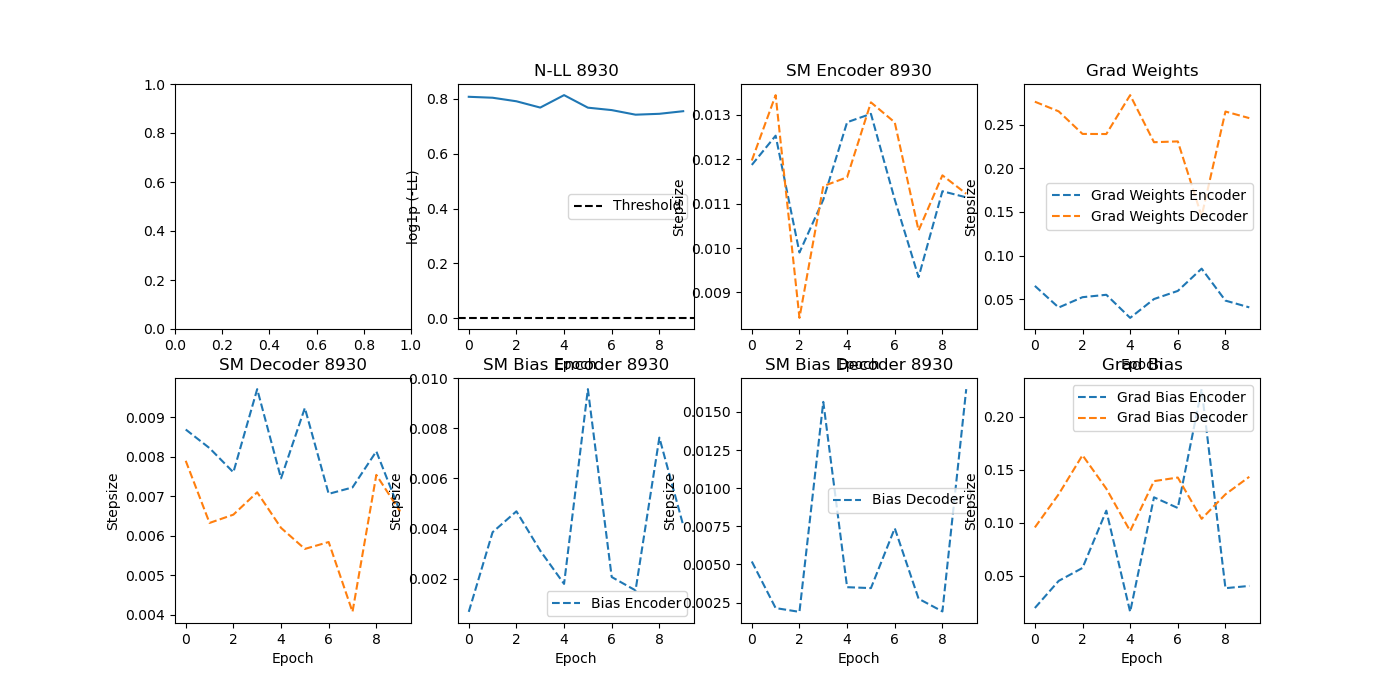 N-LL 8930
SM Encoder 8930
Grad Weights
1.0
0.8
0.6
0.4
0.2
0.0
0.0 0.2 0.4 0.6 0.8 1.0
log1p (-LL)
0.8
0.6
0.4
0.2
0.0
Threshold
0 2 4 6 8
Epoch
Stepsize
0.013
0.012
0.011
0.010
0.009
0 2 4 6 8
Epoch
Stepsize
0.25
0.20
0.15
0.10
0.05
Grad Weights Encoder
Grad Weights Decoder
0 2 4 6 8
Epoch
SM Decoder 8930
SM Bias Encoder 8930
SM Bias Decoder 8930
Grad Bias
Stepsize
0.009
0.008
0.007
0.006
0.005
0.004
0 2 4 6 8
Epoch
Stepsize
0.010
0.008
0.006
0.004
0.002
Bias Encoder
0 2 4 6 8
Epoch
Stepsize
0.0150
0.0125
0.0100
0.0075
0.0050
0.0025
Bias Decoder
0 2 4 6 8
Epoch
Stepsize
0.20
0.15
0.10
0.05
Grad Bias Encoder
Grad Bias Decoder
0 2 4 6 8
Epoch